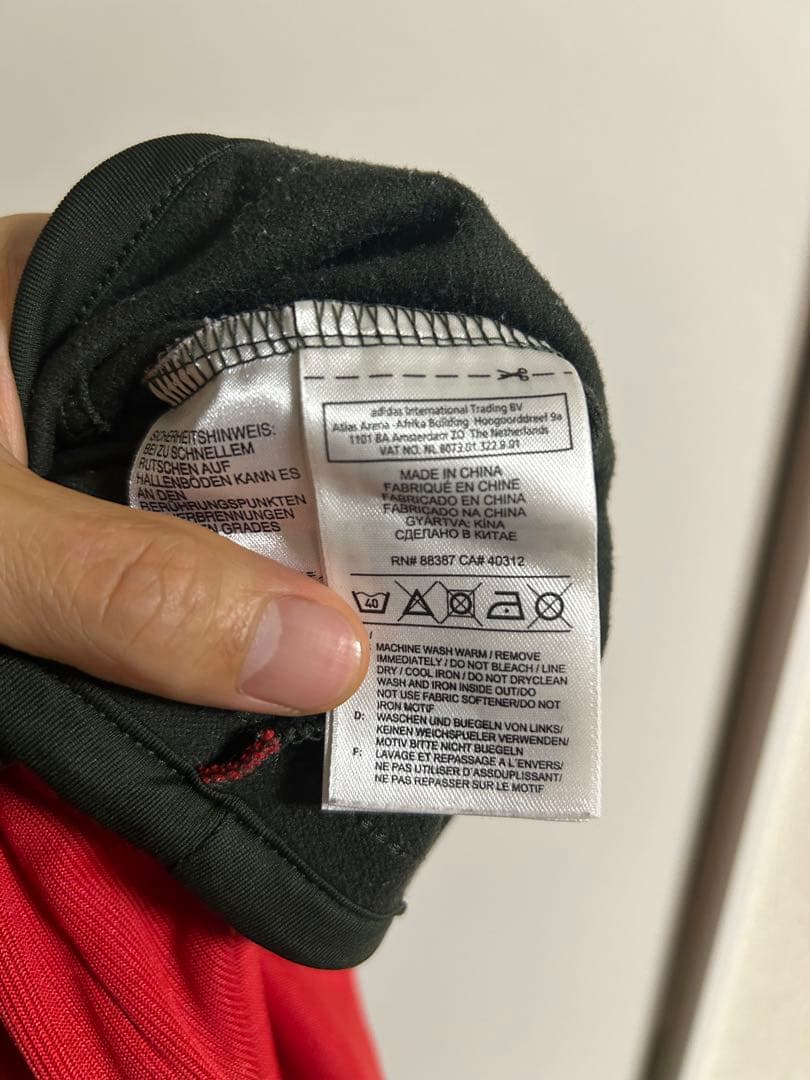 SICHERHEITSHINWEIS:
BEI ZU SCHNELLEM
RUTSCHEN AUF
HALLENBÖDEN KANN ES
AN DEN
BERÜHRUNGSPUNKTEN
VERBRENNUNGEN
GRADES
adidas International Trading BV
Atlas Arena -Afrika Building Hoogoorddreef 9a
1101 BA Amsterdam ZO The Netherlands
VAT NO. NL 8073.01.322.B.01
MADE IN CHINA
FABRIQUÉ EN CHINE
FABRICADO EN CHINA
FABRICADO NA CHINA
GYÁRTVA: KÍNA
СДЕЛАНО В КИТАЕ
RN# 88387 CA# 40312
40
MACHINE WASH WARM / REMOVE
IMMEDIATELY / DO NOT BLEACH / LINE
DRY / COOL IRON / DO NOT DRYCLEAN
WASH AND IRON INSIDE OUT/DO
NOT USE FABRIC SOFTENER/DO NOT
IRON MOTIF
D: WASCHEN UND BUEGELN VON LINKS/
KEINEN WEICHSPUELER VERWENDEN/
MOTIV BITTE NICHT BUEGELN
F: LAVAGE ET REPASSAGE A L'ENVERS/
NE PAS UTILISER D'ASSOUPLISSANT/
NE PAS REPASSER SUR LE MOTIF